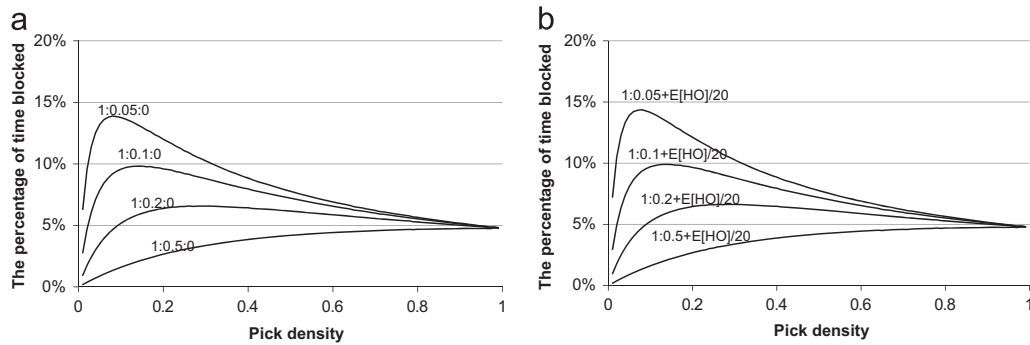 a
20%
15%
10%
5%
0%
The percentage of time blocked
1:0.05:0
1:0.1:0
1:0.2:0
1:0.5:0
0
0.2
0.4
0.6
0.8
1
Pick density
b
20%
15%
10%
5%
0%
The percentage of time blocked
1:0.05+E[HO]/20
1:0.1+E[HO]/20
1:0.2+E[HO]/20
1:0.5+E[HO]/20
0
0.2
0.4
0.6
0.8
1
Pick density